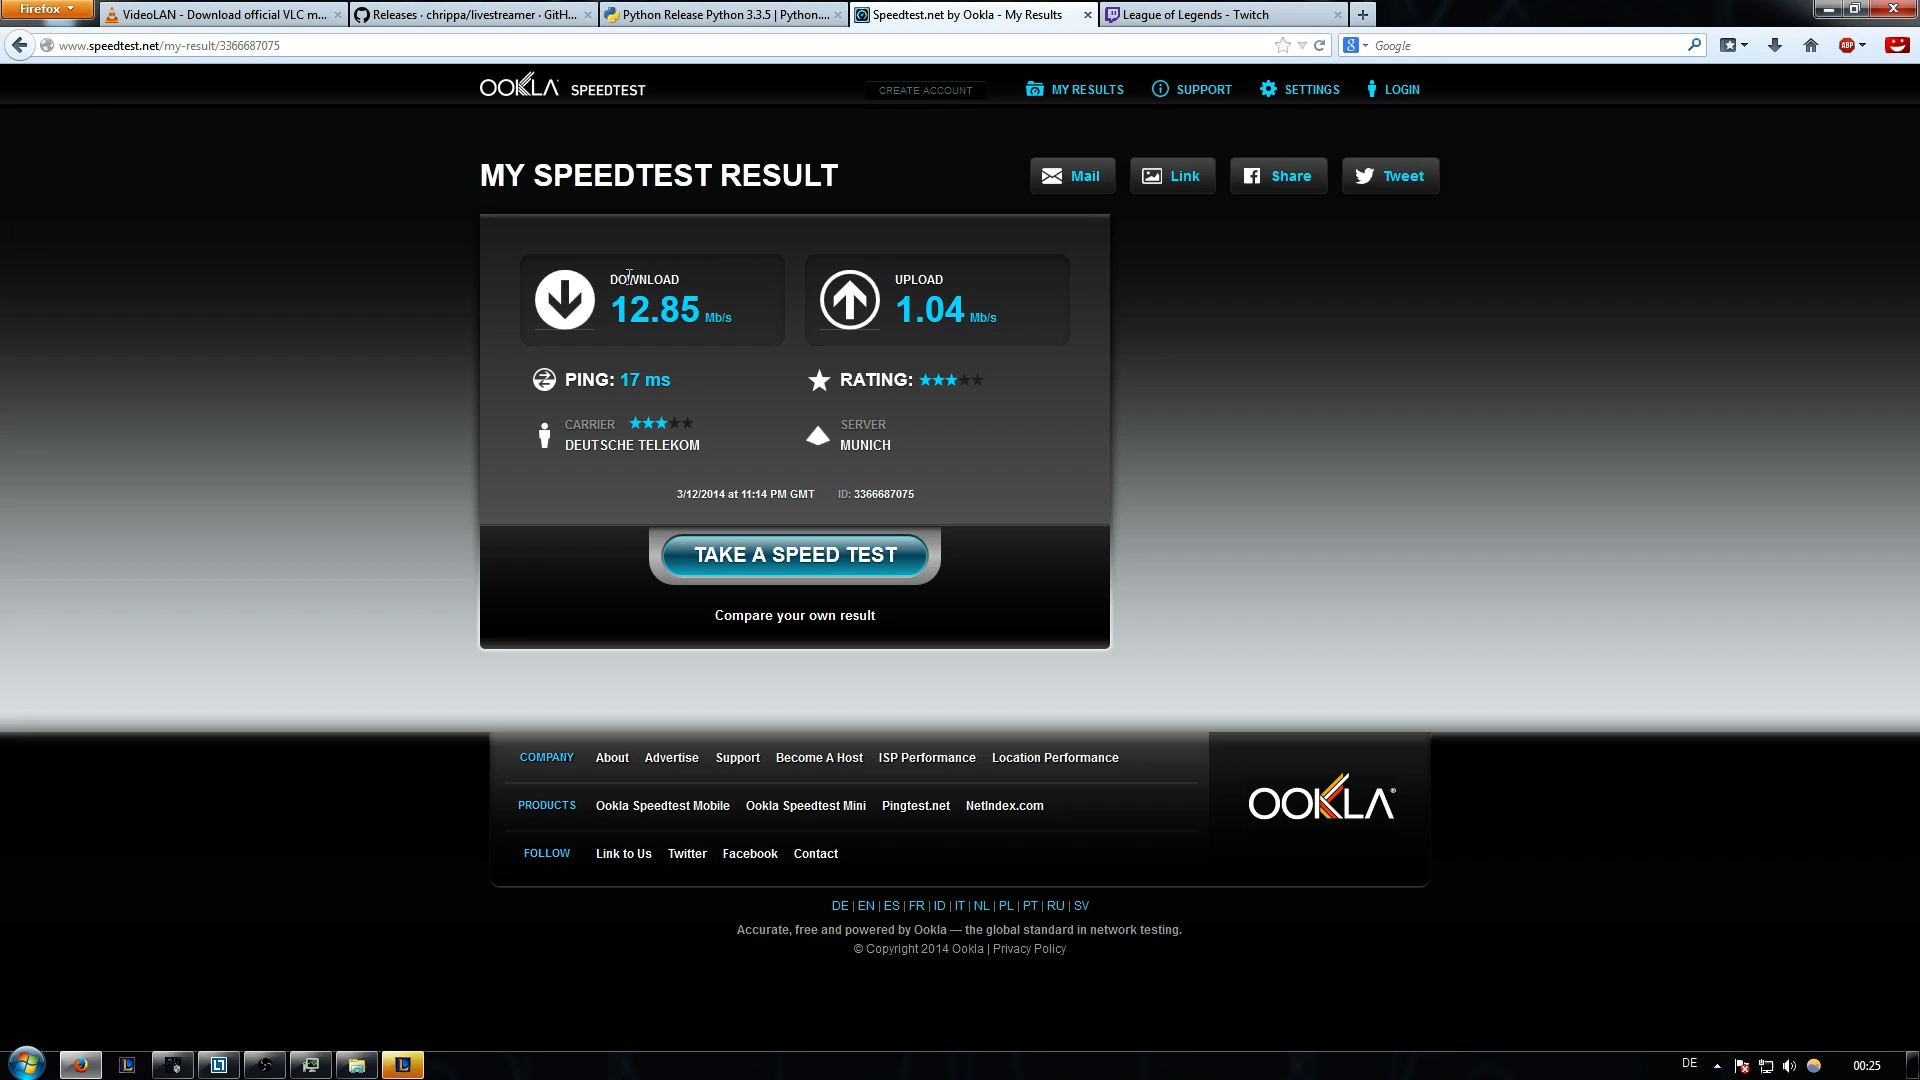 Firefox
VideoLAN - Download official VLC m...
Releases · chrippa/livestreamer · GitH...
Python Release Python 3.3.5 | Python....
Speedtest.net by Ookla - My Results
League of Legends - Twitch
www.speedtest.net/my-result/3366687075
Google
ABP
OOKLA SPEEDTEST
CREATE ACCOUNT
MY RESULTS
SUPPORT
SETTINGS
LOGIN
MY SPEEDTEST RESULT
Mail
Link
Share
Tweet
DOWNLOAD
12.85 Mb/s
UPLOAD
1.04 Mb/s
PING: 17 ms
RATING:
CARRIER
DEUTSCHE TELEKOM
SERVER
MUNICH
3/12/2014 at 11:14 PM GMT
ID: 3366687075
TAKE A SPEED TEST
Compare your own result
COMPANY About Advertise Support Become A Host ISP Performance Location Performance
PRODUCTS Ookla Speedtest Mobile Ookla Speedtest Mini Pingtest.net NetIndex.com
FOLLOW Link to Us Twitter Facebook Contact
OOKLA®
DE | EN | ES | FR | ID | IT | NL | PL | PT | RU | SV
Accurate, free and powered by Ookla — the global standard in network testing.
© Copyright 2014 Ookla | Privacy Policy
DE
00:25